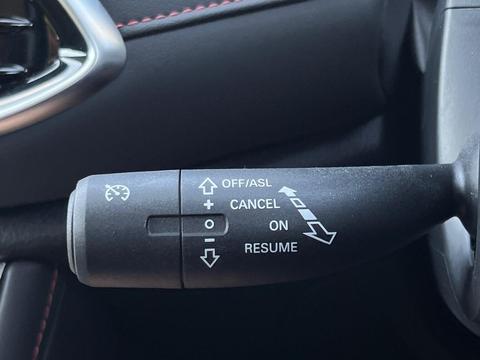 OFF/ASL
+ CANCEL
O ON
− RESUME